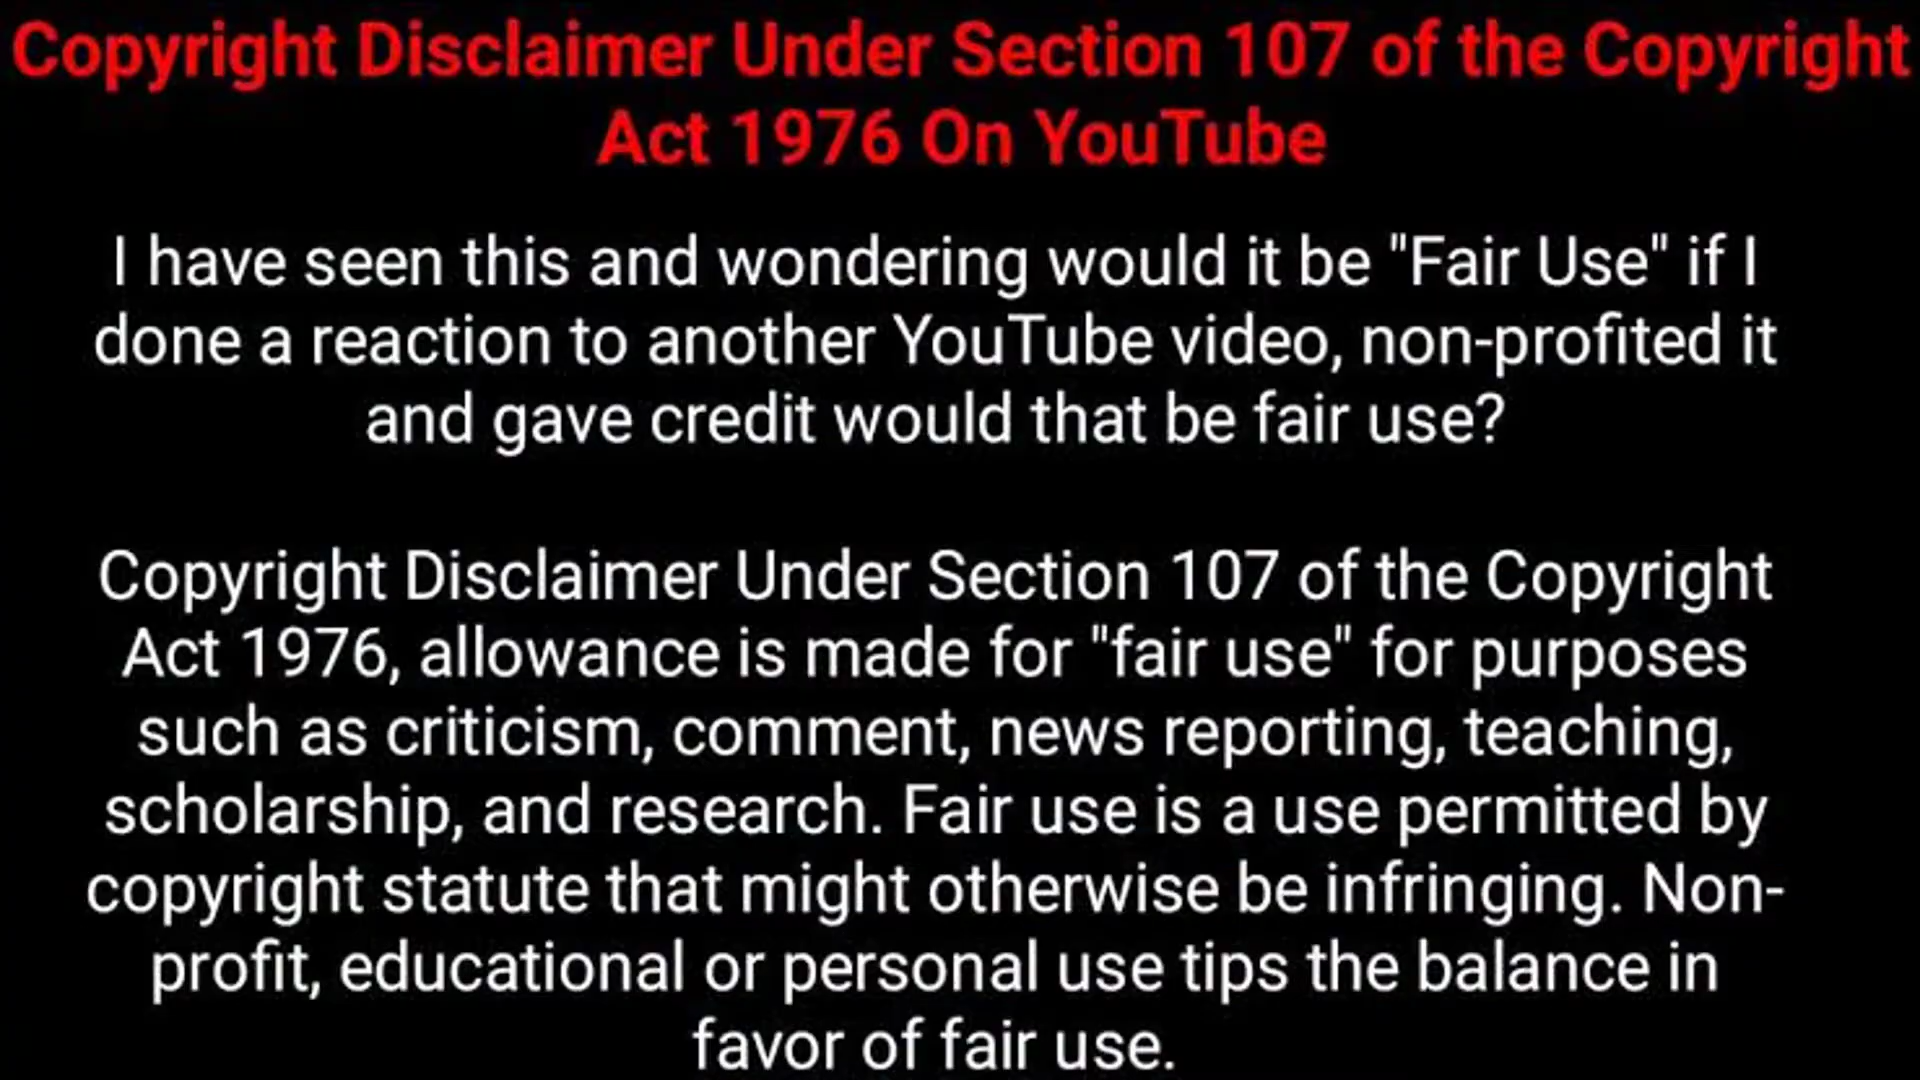 Copyright Disclaimer Under Section 107 of the Copyright
Act 1976 On YouTube
I have seen this and wondering would it be "Fair Use" if I
done a reaction to another YouTube video, non-profited it
and gave credit would that be fair use?
Copyright Disclaimer Under Section 107 of the Copyright
Act 1976, allowance is made for "fair use" for purposes
such as criticism, comment, news reporting, teaching,
scholarship, and research. Fair use is a use permitted by
copyright statute that might otherwise be infringing. Non-
profit, educational or personal use tips the balance in
favor of fair use.